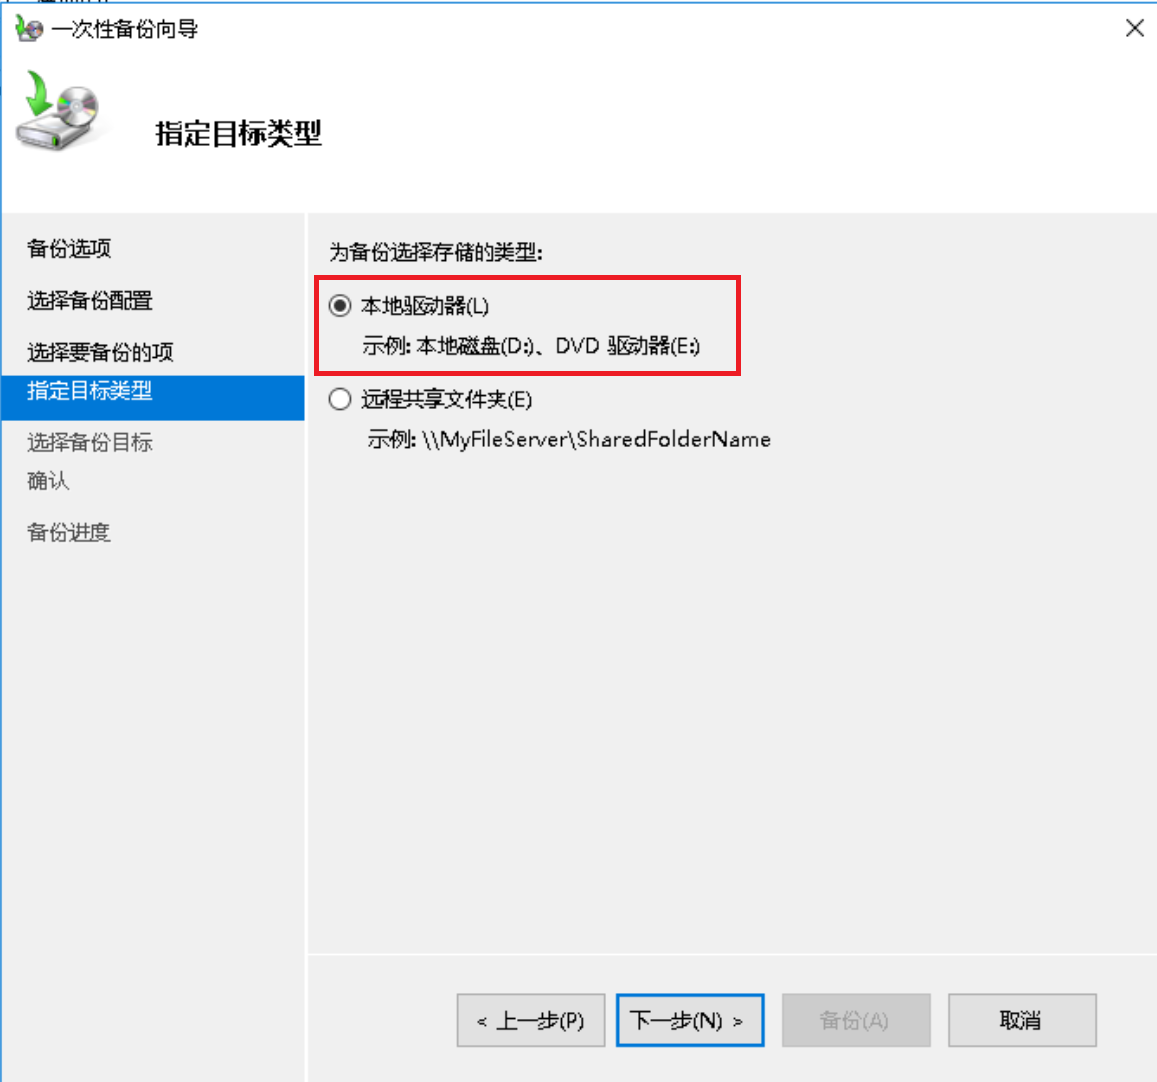 一次性备份向导
指定目标类型
备份选项
选择备份配置
选择要备份的项
指定目标类型
选择备份目标
确认
备份进度
为备份选择存储的类型:
本地驱动器(L)
示例: 本地磁盘(D:)、DVD 驱动器(E:)
远程共享文件夹(E)
示例: \\MyFileServer\SharedFolderName
< 上一步(P)
下一步(N) >
备份(A)
取消